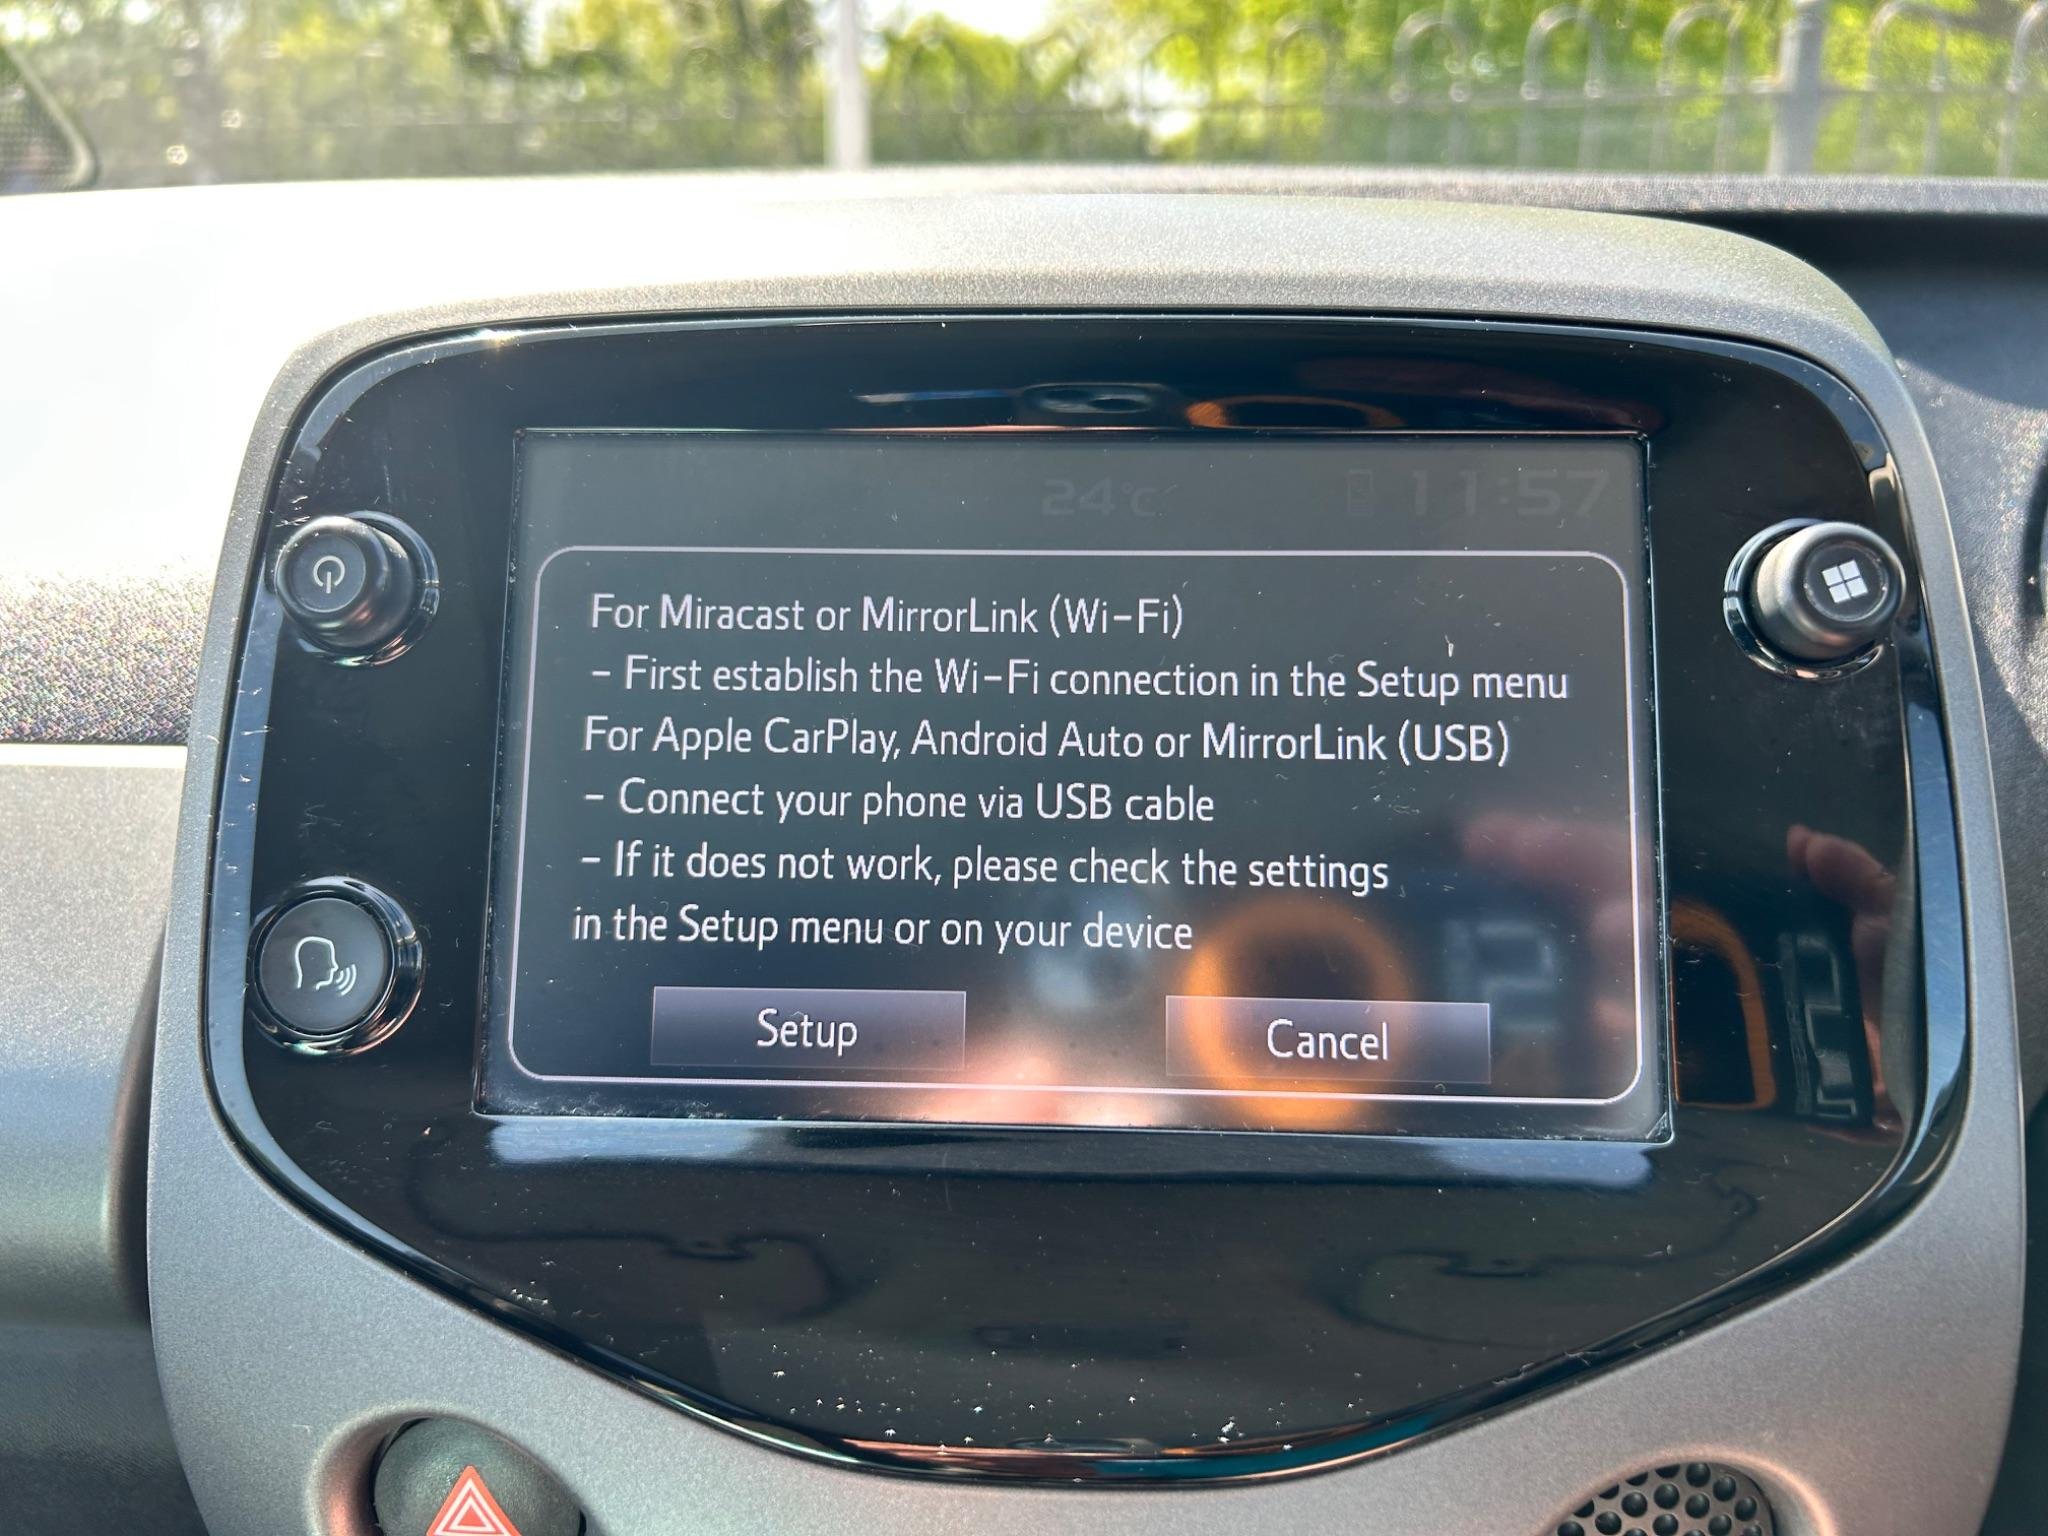 24°C 11:57
For Miracast or MirrorLink (Wi-Fi)
- First establish the Wi-Fi connection in the Setup menu
For Apple CarPlay, Android Auto or MirrorLink (USB)
- Connect your phone via USB cable
- If it does not work, please check the settings
in the Setup menu or on your device
Setup Cancel